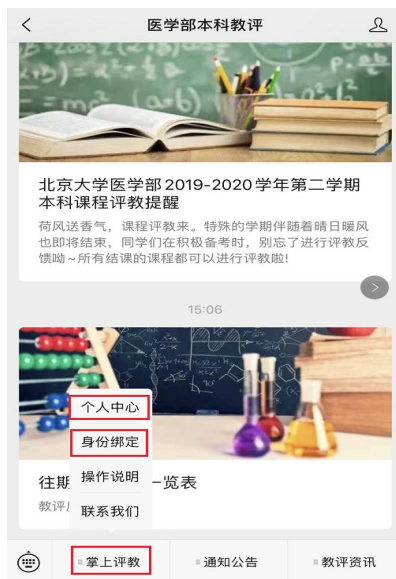 医学部本科教评
北京大学医学部2019-2020学年第二学期
本科课程评教提醒
荷风送香气，课程评教来。特殊的学期伴随着晴日暖风
也即将结束，同学们在积极备考时，别忘了进行评教反
馈呦~所有结课的课程都可以进行评教啦!
15:06
个人中心
身份绑定
操作说明
联系我们
往期
一览表
教评
掌上评教
通知公告
教评资讯